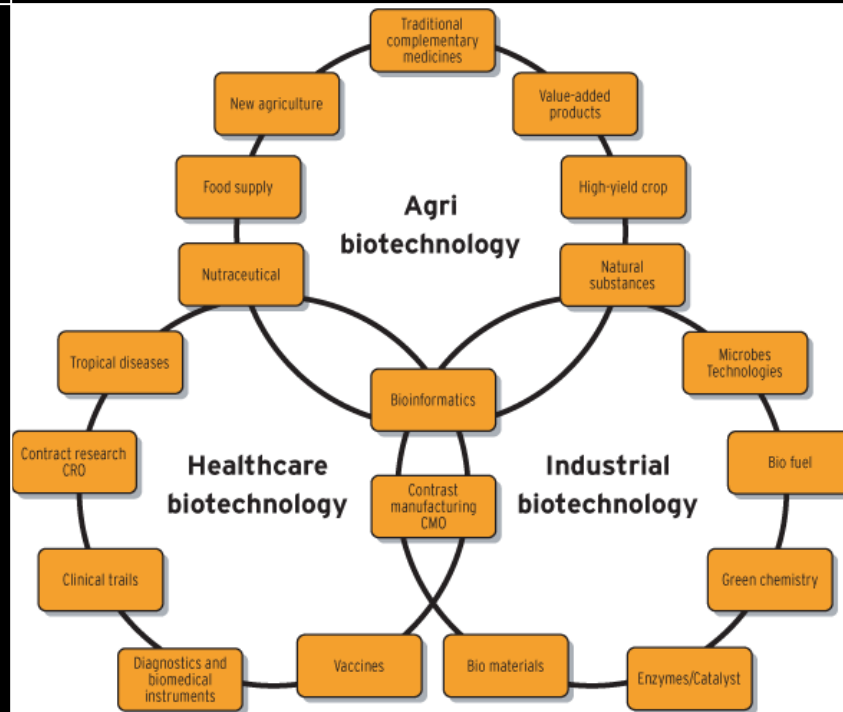 Traditional
complementary
medicines
New agriculture
Value-added
products
Food supply
High-yield crop
Agri
biotechnology
Nutraceutical
Natural
substances
Tropical diseases
Microbes
Technologies
Bioinformatics
Contract research
CRO
Healthcare
biotechnology
Contrast
manufacturing
CMO
Industrial
biotechnology
Bio fuel
Clinical trails
Green chemistry
Diagnostics and
biomedical
instruments
Vaccines
Bio materials
Enzymes/Catalyst